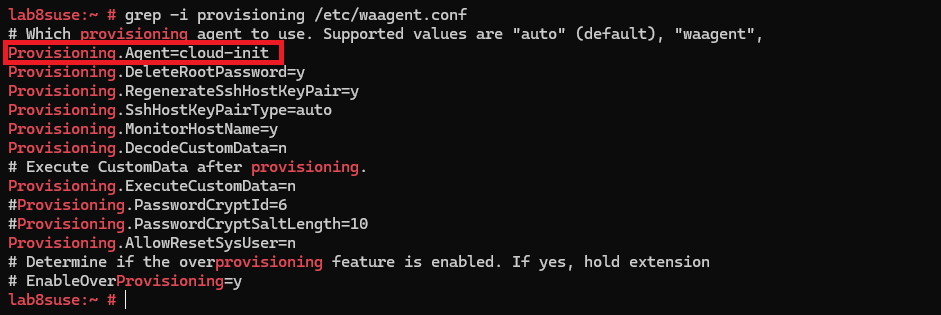 lab8suse:~ # grep -i provisioning /etc/waagent.conf
# Which provisioning agent to use. Supported values are "auto" (default), "waagent",
Provisioning.Agent=cloud-init
Provisioning.DeleteRootPassword=y
Provisioning.RegenerateSshHostKeyPair=y
Provisioning.SshHostKeyPairType=auto
Provisioning.MonitorHostName=y
Provisioning.DecodeCustomData=n
# Execute CustomData after provisioning.
Provisioning.ExecuteCustomData=n
#Provisioning.PasswordCryptId=6
#Provisioning.PasswordCryptSaltLength=10
Provisioning.AllowResetSysUser=n
# Determine if the overprovisioning feature is enabled. If yes, hold extension
# EnableOverProvisioning=y
lab8suse:~ #